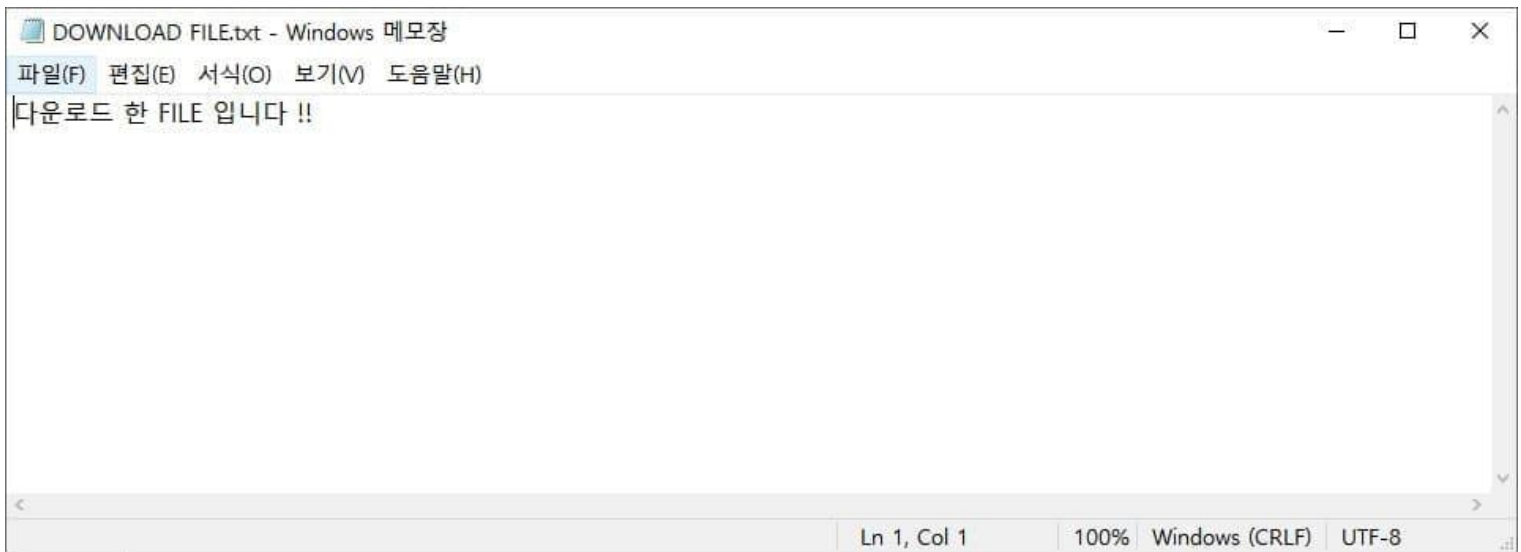 DOWNLOAD FILE.txt - Windows 메모장
파일(F) 편집(E) 서식(O) 보기(V) 도움말(H)
다운로드 한 FILE 입니다 !!
Ln 1, Col 1 100% Windows (CRLF) UTF-8